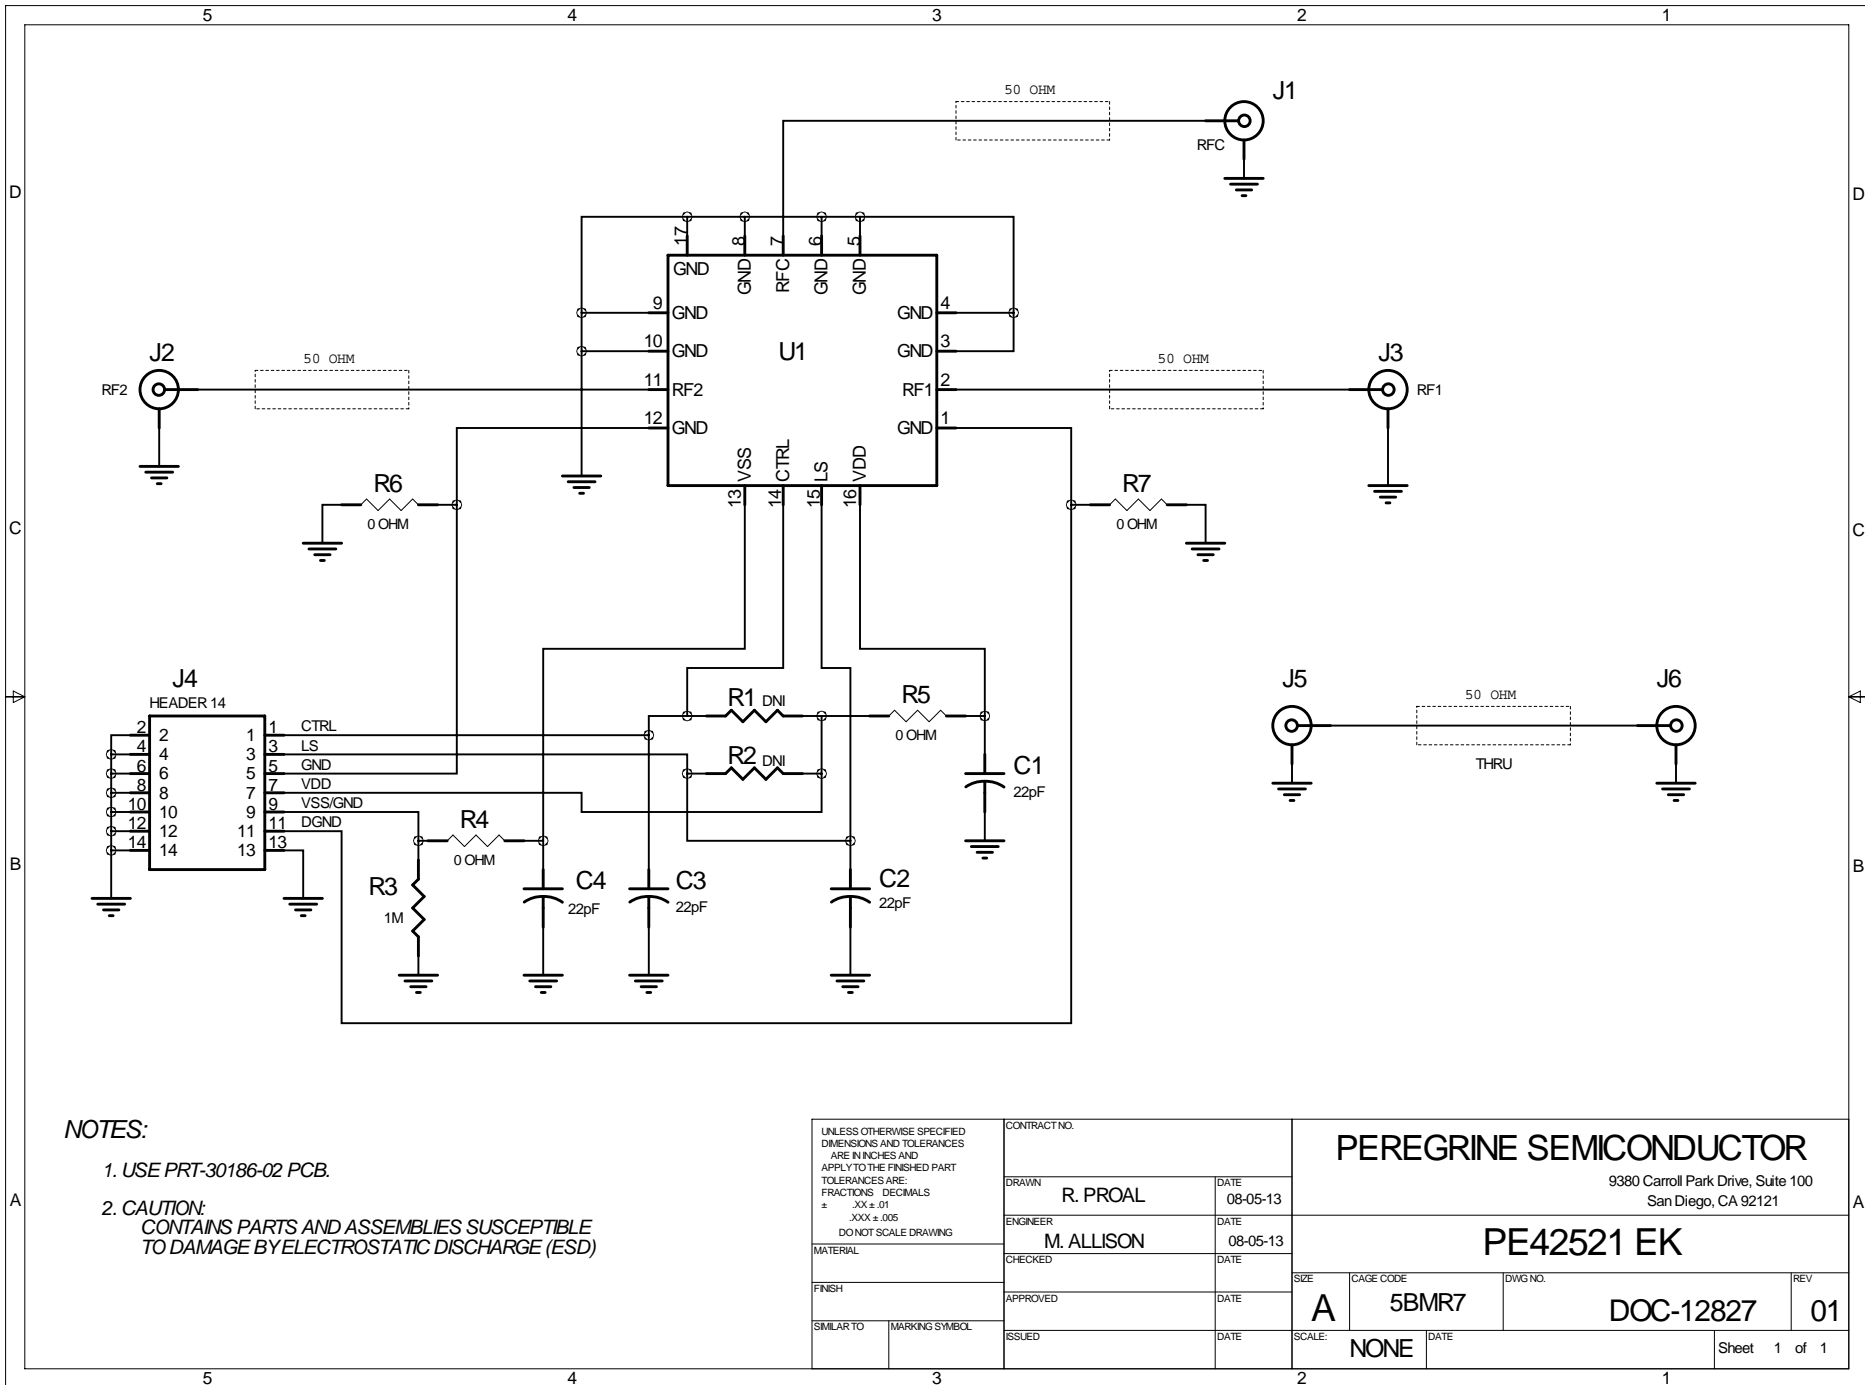 5 4 3 2 1
D D
C C
B B
A A
50 OHM
J1
RFC
17 8 7 6 5
GND GND RFC GND GND
9 GND GND 4
10 GND U1 GND 3
11 RF2 RF1 2
12 GND GND 1
VSS CTRL LS VDD
13 14 15 16
J2
RF2
50 OHM
50 OHM
J3
RF1
R6
0 OHM
R7
0 OHM
J4
HEADER 14
2 2 1 1 CTRL
4 4 3 3 LS
6 6 5 5 GND
8 8 7 7 VDD
10 10 9 9 VSS/GND
12 12 11 11 DGND
14 14 13 13
R1 DNI
R2 DNI
R5
0 OHM
R4
0 OHM
R3
1M
C4
22pF
C3
22pF
C2
22pF
C1
22pF
J5
50 OHM
THRU
J6
NOTES:
1. USE PRT-30186-02 PCB.
2. CAUTION:
CONTAINS PARTS AND ASSEMBLIES SUSCEPTIBLE
TO DAMAGE BY ELECTROSTATIC DISCHARGE (ESD)
UNLESS OTHERWISE SPECIFIED
DIMENSIONS AND TOLERANCES
ARE IN INCHES AND
APPLY TO THE FINISHED PART
TOLERANCES ARE:
FRACTIONS DECIMALS
± .XX ± .01
.XXX ± .005
DO NOT SCALE DRAWING
MATERIAL
FINISH
SIMILAR TO MARKING SYMBOL
CONTRACT NO.
DRAWN R. PROAL DATE 08-05-13
ENGINEER M. ALLISON DATE 08-05-13
CHECKED DATE
APPROVED DATE
ISSUED DATE
PEREGRINE SEMICONDUCTOR
9380 Carroll Park Drive, Suite 100
San Diego, CA 92121
PE42521 EK
SIZE A CAGE CODE 5BMR7 DWG NO. DOC-12827 REV 01
SCALE: NONE DATE Sheet 1 of 1
5 4 3 2 1